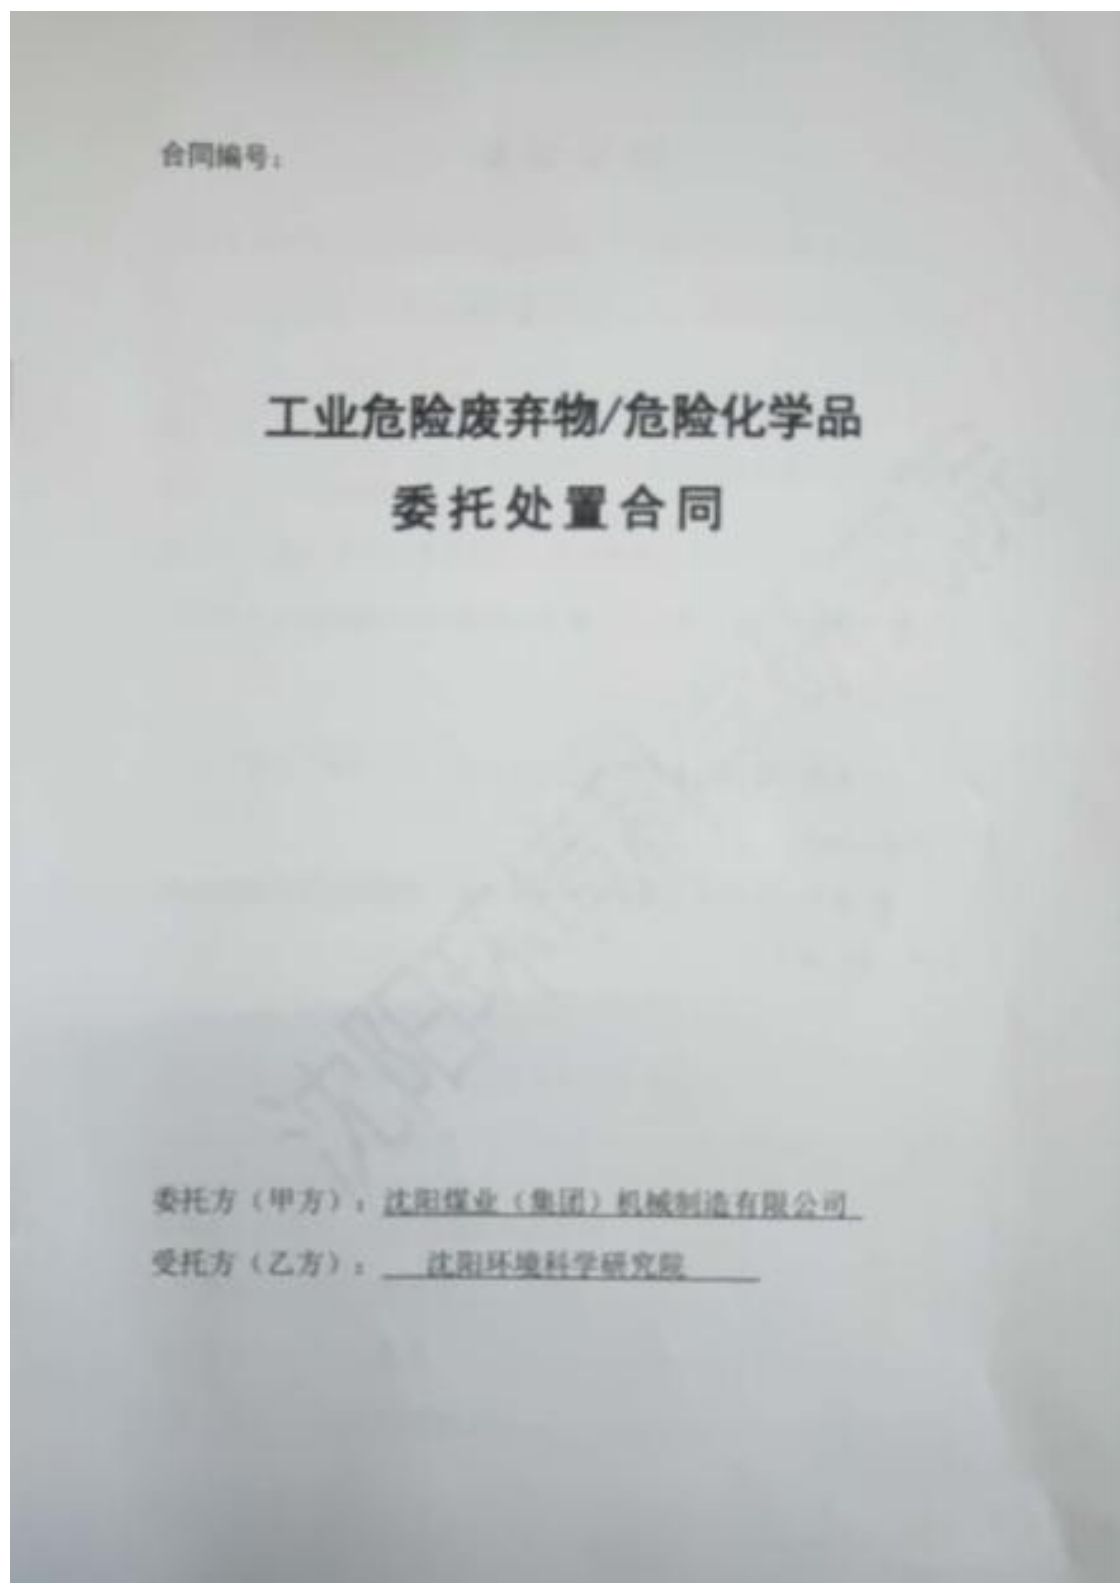 合同编号：
工业危险废弃物/危险化学品
委托处置合同
委托方（甲方）：沈阳煤业（集团）机械制造有限公司
受托方（乙方）：沈阳环境科学研究院